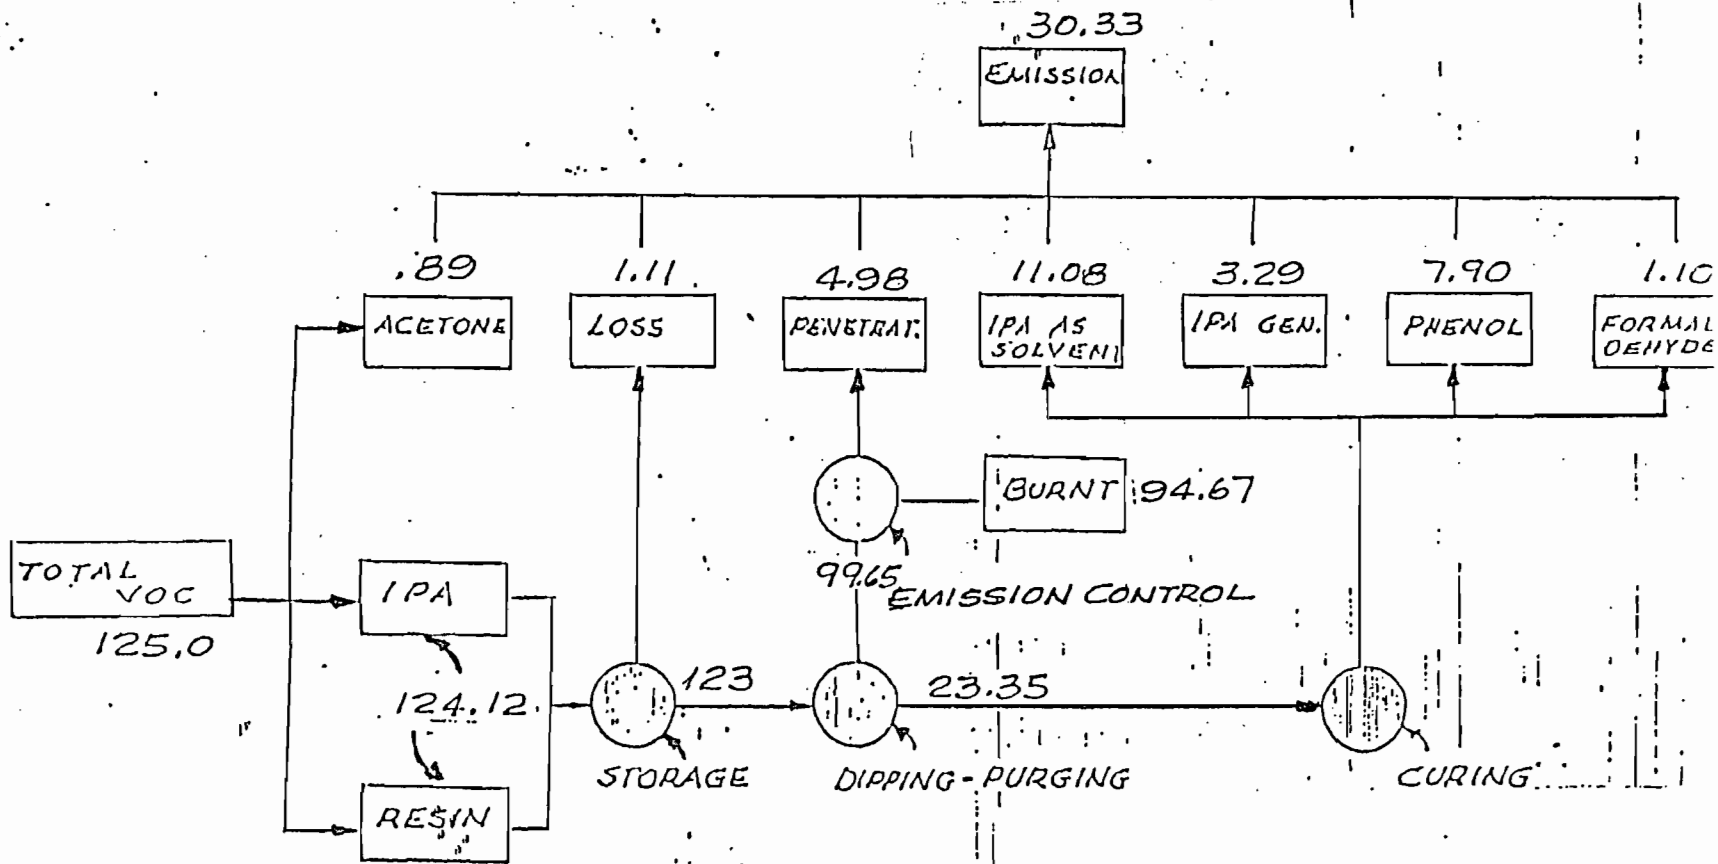 30.33
EMISSION
.89
1.11
4.98
11.08
3.29
7.90
1.10
ACETONE
LOSS
PENETRAT.
IPA AS
SOLVENT
IPA GEN.
PHENOL
FORMAL
DEHYDE
BURNT
94.67
99.65
EMISSION CONTROL
TOTAL
VOC
125.0
IPA
124.12
RESIN
123
23.35
STORAGE
DIPPING-PURGING
CURING